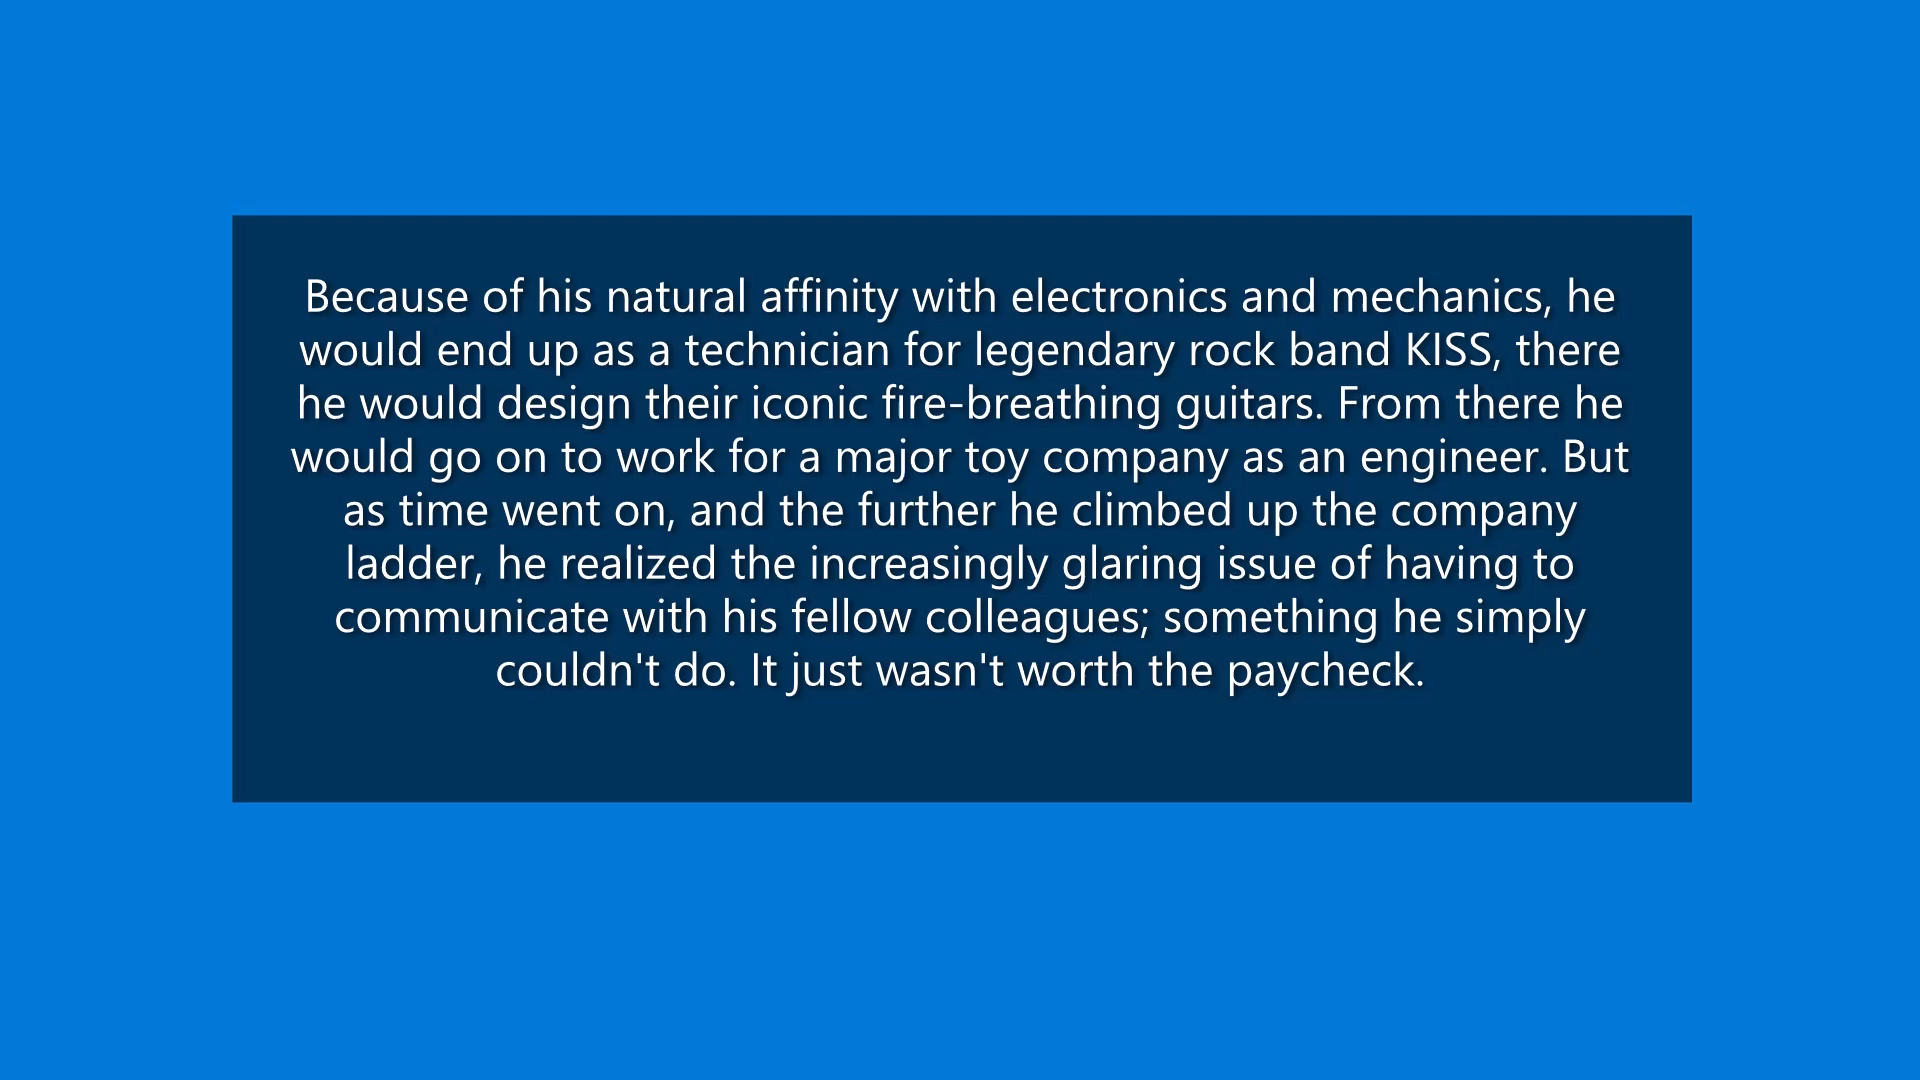 Because of his natural affinity with electronics and mechanics, he
would end up as a technician for legendary rock band KISS, there
he would design their iconic fire-breathing guitars. From there he
would go on to work for a major toy company as an engineer. But
as time went on, and the further he climbed up the company
ladder, he realized the increasingly glaring issue of having to
communicate with his fellow colleagues; something he simply
couldn't do. It just wasn't worth the paycheck.